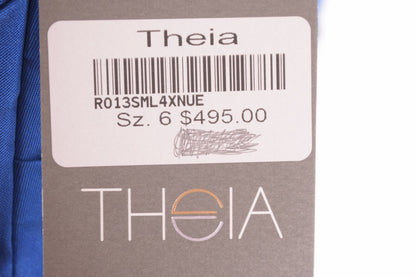 Theia
R013SML4XNUE
Sz. 6 $495.00
THEIA